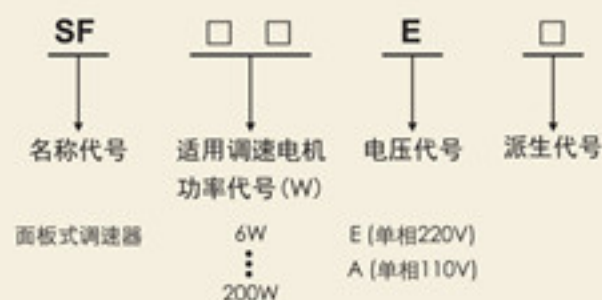 SF □ □ E □
名称代号 适用调速电机 电压代号 派生代号
功率代号(W)
面板式调速器 6W E (单相220V)
A (单相110V)
200W